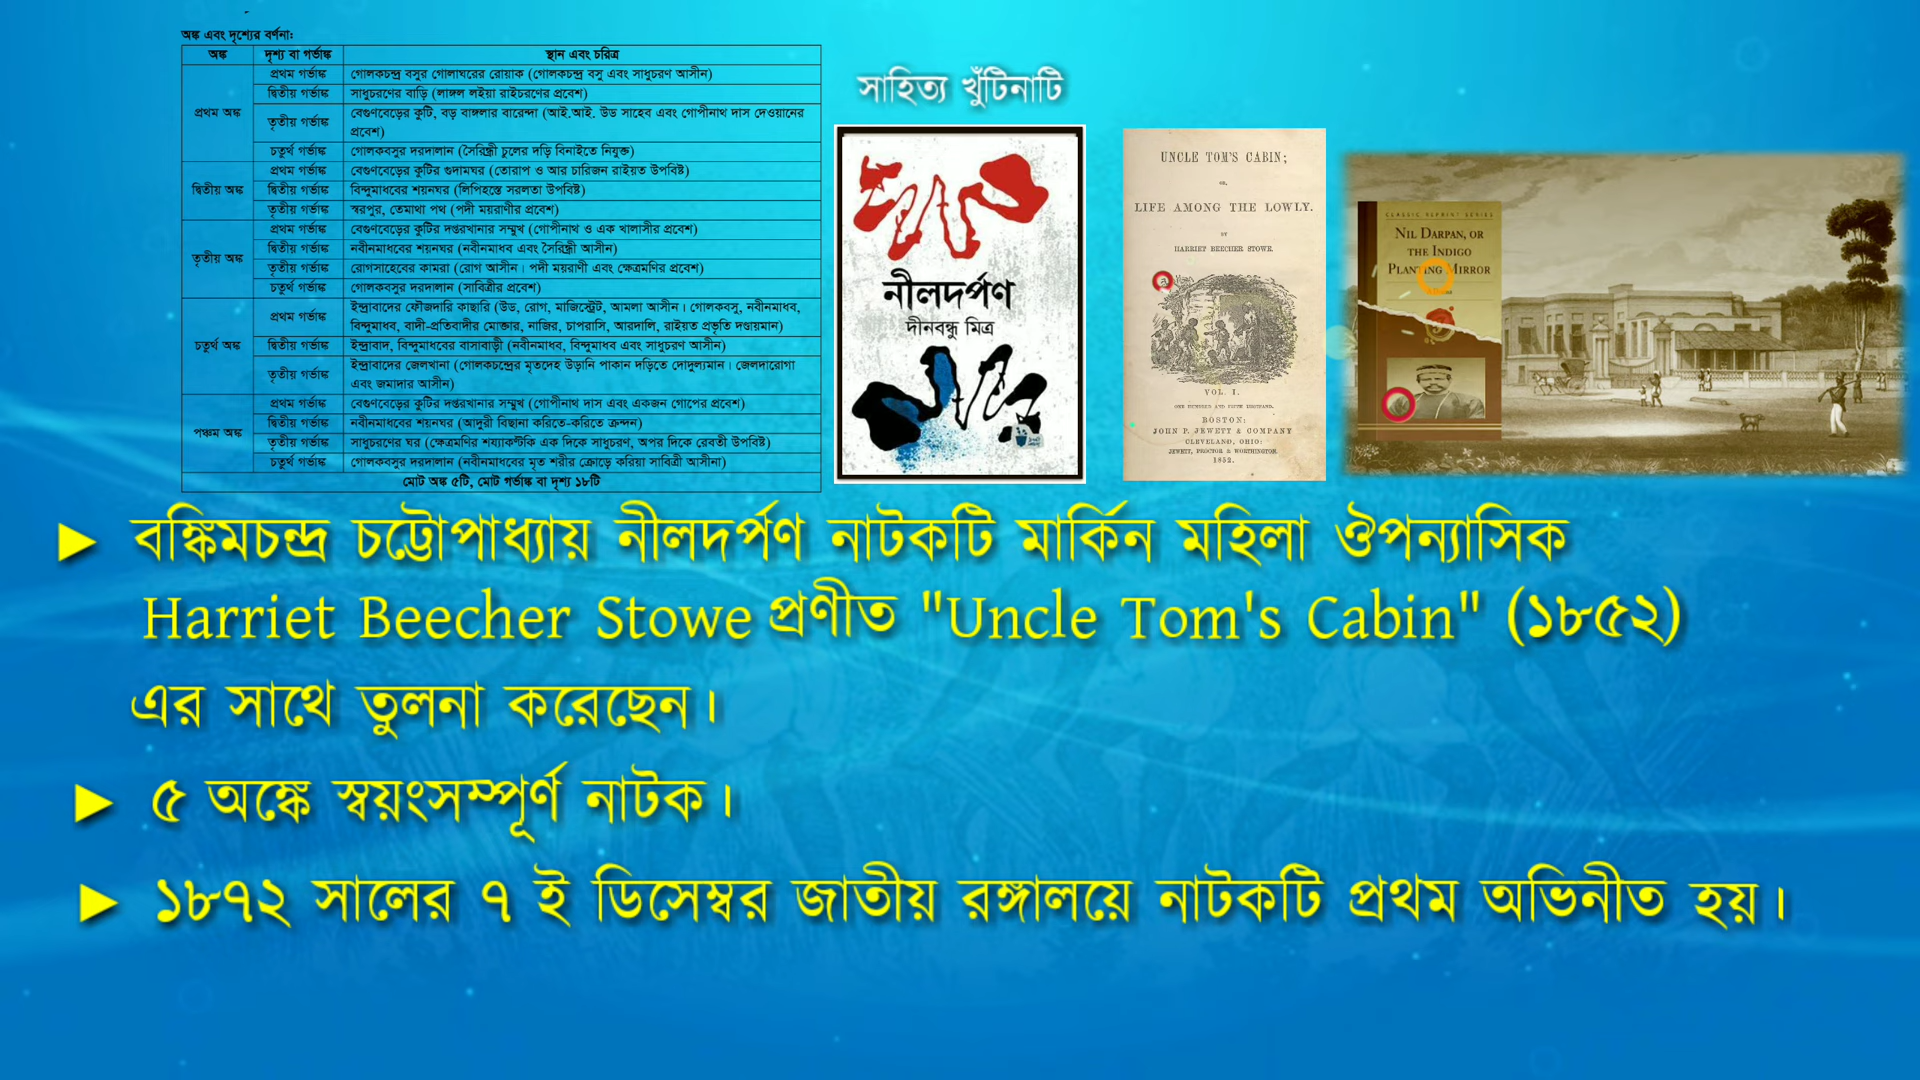 অঙ্ক এবং দৃশ্যের বর্ণনাঃ
অঙ্ক দৃশ্য বা গর্ভাঙ্ক স্থান এবং চরিত্র
প্রথম অঙ্ক
প্রথম গর্ভাঙ্ক গোলকচন্দ্র বসুর গোলাঘরের রোয়াক (গোলকচন্দ্র বসু এবং সাধুচরণ আসীন)
দ্বিতীয় গর্ভাঙ্ক সাধুচরণের বাড়ি (লাঙ্গল লইয়া রাইচরণের প্রবেশ)
তৃতীয় গর্ভাঙ্ক বেগুণবেড়ের কুটি, বড় বাঙ্গলার বারেন্দা (আই.আই. উড সাহেব এবং গোপীনাথ দাস দেওয়ানের
প্রবেশ)
চতুর্থ গর্ভাঙ্ক গোলকবসুর দরদালান (সৈরিন্ধ্রী চুলের দড়ি বিনাইতে নিযুক্ত)
দ্বিতীয় অঙ্ক
প্রথম গর্ভাঙ্ক বেগুণবেড়ের কুটির গুদামঘর (তোরাপ ও আর চারিজন রাইয়ত উপবিষ্ট)
দ্বিতীয় গর্ভাঙ্ক বিন্দুমাধবের শয়নঘর (লিপিহস্তে সরলতা উপবিষ্ট)
তৃতীয় গর্ভাঙ্ক স্বরপুর, তেমাথা পথ (পদী ময়রাণীর প্রবেশ)
তৃতীয় অঙ্ক
প্রথম গর্ভাঙ্ক বেগুণবেড়ের কুটির দপ্তরখানার সম্মুখ (গোপীনাথ ও এক খালাসীর প্রবেশ)
দ্বিতীয় গর্ভাঙ্ক নবীনমাধবের শয়নঘর (নবীনমাধব এবং সৈরিন্ধ্রী আসীন)
তৃতীয় গর্ভাঙ্ক রোগসাহেবের কামরা (রোগ আসীন। পদী ময়রাণী এবং ক্ষেত্রমণির প্রবেশ)
চতুর্থ গর্ভাঙ্ক গোলকবসুর দরদালান (সাবিত্রীর প্রবেশ)
চতুর্থ অঙ্ক
প্রথম গর্ভাঙ্ক ইন্দ্রাবাদের ফৌজদারি কাছারি (উড, রোগ, মাজিস্ট্রেট, আমলা আসীন। গোলকবসু, নবীনমাধব,
বিন্দুমাধব, বাদী-প্রতিবাদীর মোক্তার, নাজির, চাপরাসি, আরদালি, রাইয়ত প্রভৃতি দণ্ডায়মান)
দ্বিতীয় গর্ভাঙ্ক ইন্দ্রাবাদ, বিন্দুমাধবের বাসাবাড়ী (নবীনমাধব, বিন্দুমাধব এবং সাধুচরণ আসীন)
তৃতীয় গর্ভাঙ্ক ইন্দ্রাবাদের জেলখানা (গোলকচন্দ্রের মৃতদেহ উড়ানি পাকান দড়িতে দোদুল্যমান। জেলদারোগা
এবং জমাদার আসীন)
পঞ্চম অঙ্ক
প্রথম গর্ভাঙ্ক বেগুণবেড়ের কুটির দপ্তরখানার সম্মুখ (গোপীনাথ দাস এবং একজন গোপের প্রবেশ)
দ্বিতীয় গর্ভাঙ্ক নবীনমাধবের শয়নঘর (আদুরী বিছানা করিতে-করিতে ক্রন্দন)
তৃতীয় গর্ভাঙ্ক সাধুচরণের ঘর (ক্ষেত্রমণির শয্যাকণ্টকি এক দিকে সাধুচরণ, অপর দিকে রেবতী উপবিষ্ট)
চতুর্থ গর্ভাঙ্ক গোলকবসুর দরদালান (নবীনমাধবের মৃত শরীর ক্রোড়ে করিয়া সাবিত্রী আসীনা)
মোট অঙ্ক ৫টি, মোট গর্ভাঙ্ক বা দৃশ্য ১৮টি
সাহিত্য খুঁটিনাটি
নীলদর্পণ
দীনবন্ধু মিত্র
UNCLE TOM'S CABIN;
OR,
LIFE AMONG THE LOWLY.
BY
HARRIET BEECHER STOWE.
VOL. I.
ONE HUNDRED AND FIFTH THOUSAND.
BOSTON:
JOHN P. JEWETT & COMPANY
CLEVELAND, OHIO:
JEWETT, PROCTOR & WORTHINGTON.
1852.
CLASSIC REPRINT SERIES
NIL DARPAN, OR
THE INDIGO
PLANTING MIRROR
বঙ্কিমচন্দ্র চট্টোপাধ্যায় নীলদর্পণ নাটকটি মার্কিন মহিলা ঔপন্যাসিক
Harriet Beecher Stowe প্রণীত "Uncle Tom's Cabin" (১৮৫২)
এর সাথে তুলনা করেছেন।
৫ অঙ্কে স্বয়ংসম্পূর্ণ নাটক।
১৮৭২ সালের ৭ ই ডিসেম্বর জাতীয় রঙ্গালয়ে নাটকটি প্রথম অভিনীত হয়।